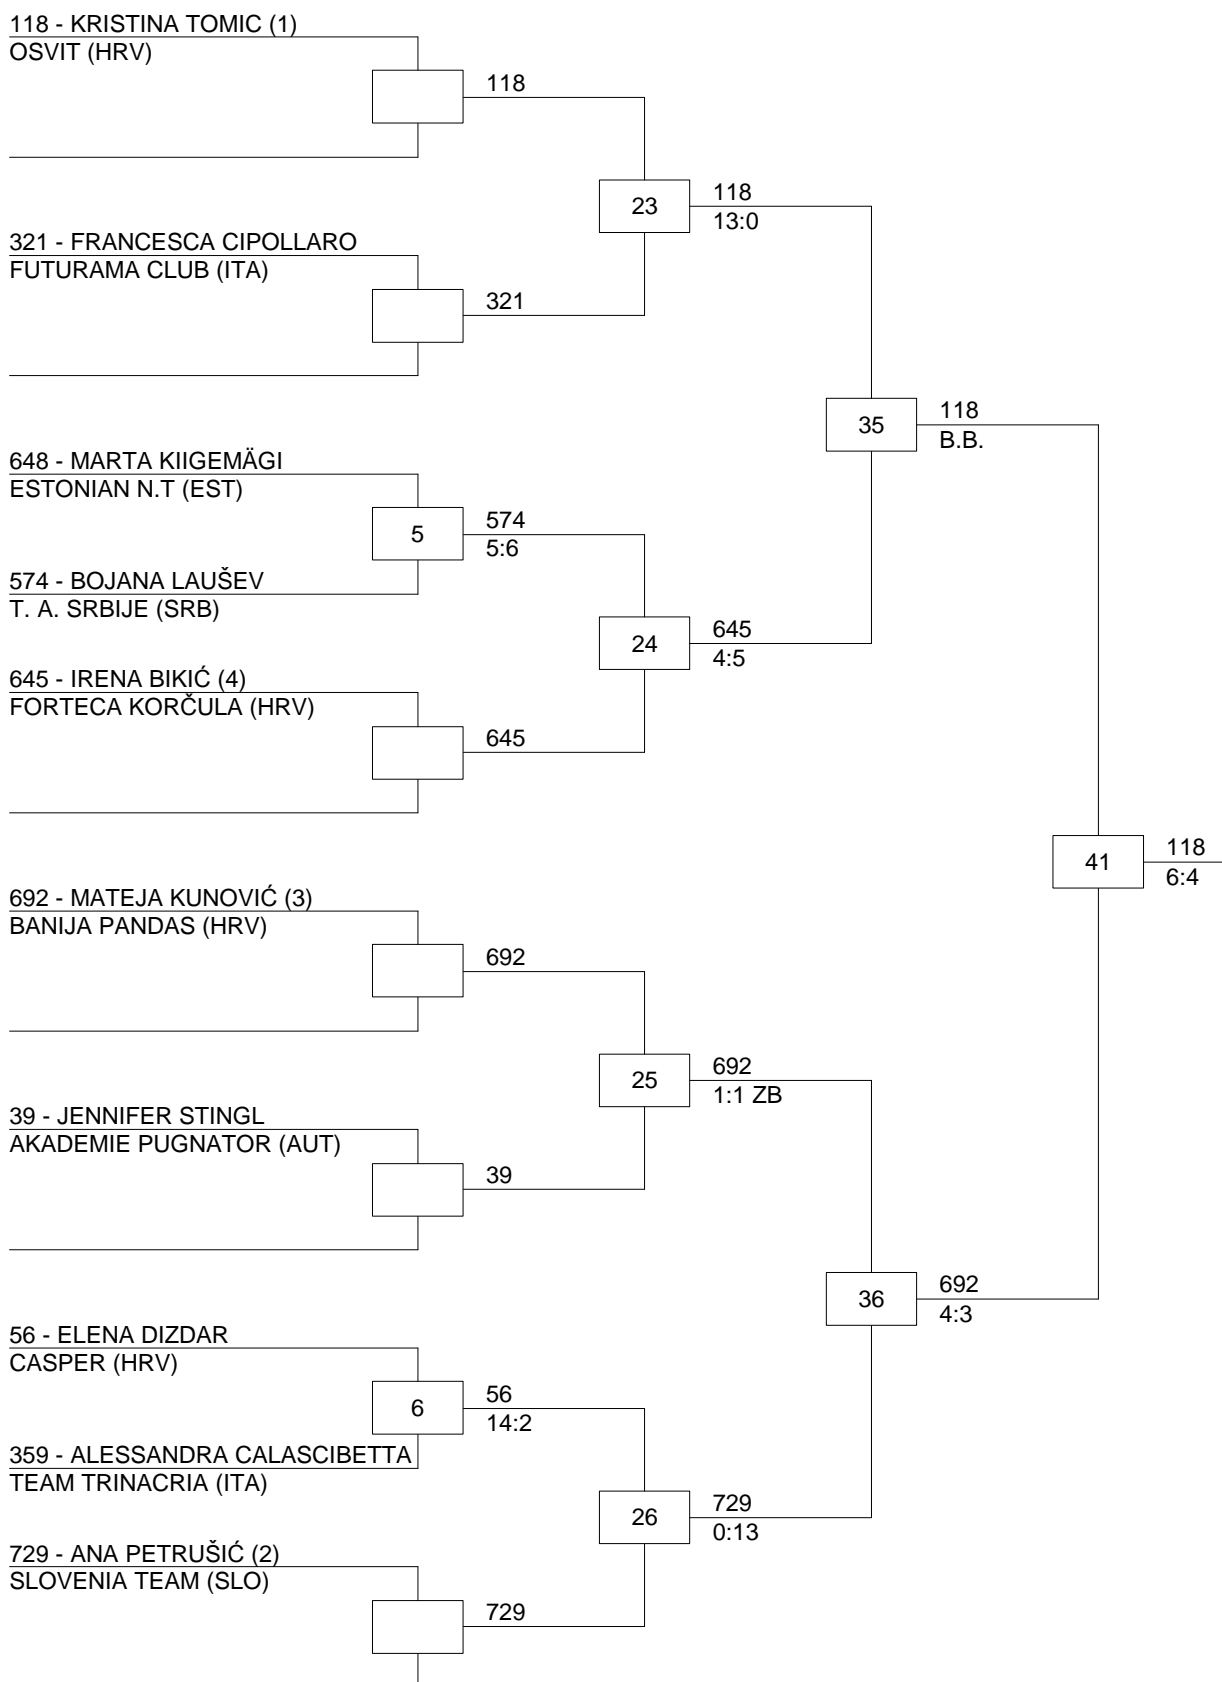 118 - KRISTINA TOMIC (1)
OSVIT (HRV)
118
23
118
13:0
321 - FRANCESCA CIPOLLARO
FUTURAMA CLUB (ITA)
321
35
118
B.B.
648 - MARTA KIIGEMÄGI
ESTONIAN N.T (EST)
5
574
5:6
574 - BOJANA LAUŠEV
T. A. SRBIJE (SRB)
24
645
4:5
645 - IRENA BIKIĆ (4)
FORTECA KORČULA (HRV)
645
41
118
6:4
692 - MATEJA KUNOVIĆ (3)
BANIJA PANDAS (HRV)
692
25
692
1:1 ZB
39 - JENNIFER STINGL
AKADEMIE PUGNATOR (AUT)
39
36
692
4:3
56 - ELENA DIZDAR
CASPER (HRV)
6
56
14:2
359 - ALESSANDRA CALASCIBETTA
TEAM TRINACRIA (ITA)
26
729
0:13
729 - ANA PETRUŠIĆ (2)
SLOVENIA TEAM (SLO)
729